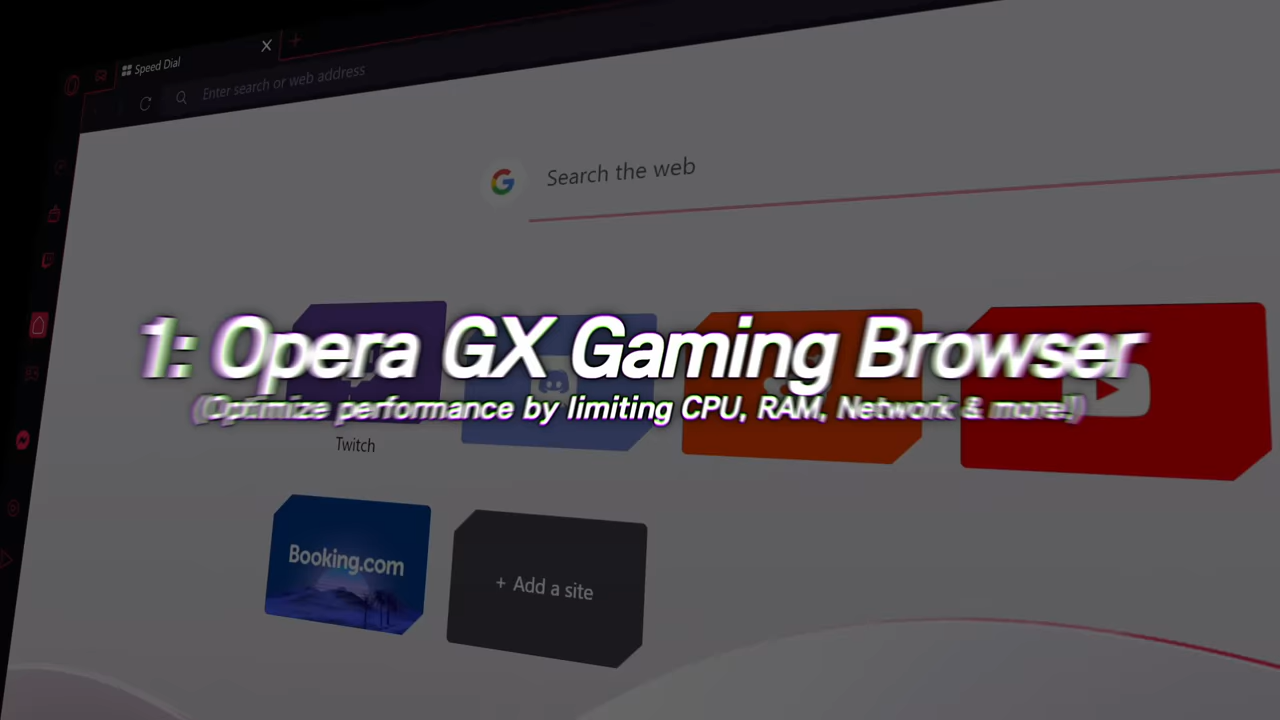 Speed Dial
Enter search or web address
Search the web
1: Opera GX Gaming Browser
(Optimize performance by limiting CPU, RAM, Network & more!)
Twitch
Booking.com
+ Add a site